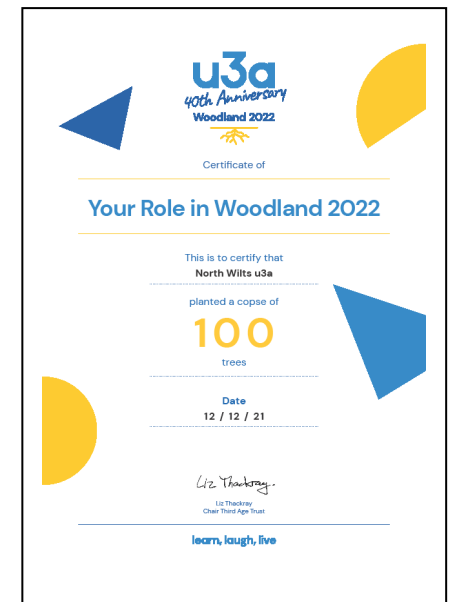 u3a
40th Anniversary
Woodland 2022
Certificate of
Your Role in Woodland 2022
This is to certify that
North Wilts u3a
planted a copse of
100
trees
Date
12 / 12 / 21
Liz Thackray.
Liz Thackray
Chair Third Age Trust
learn, laugh, live